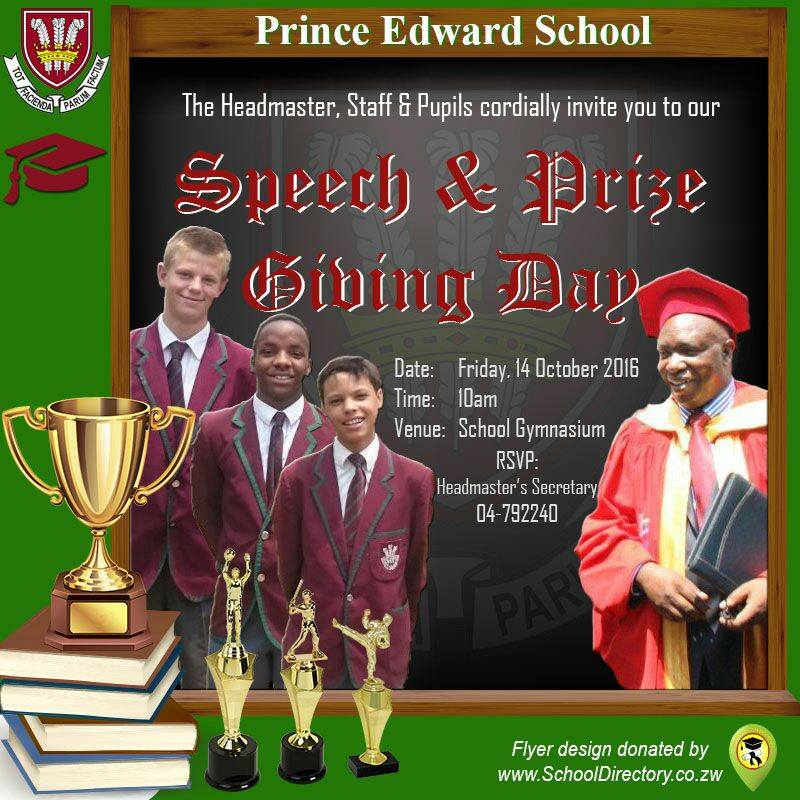 Prince Edward School
TOT FACIENDA PARUM FACTUM
The Headmaster, Staff & Pupils cordially invite you to our
Speech & Prize
Giving Day
Date: Friday, 14 October 2016
Time: 10am
Venue: School Gymnasium
RSVP:
Headmaster's Secretary
04-792240
PAR
Flyer design donated by
www.SchoolDirectory.co.zw